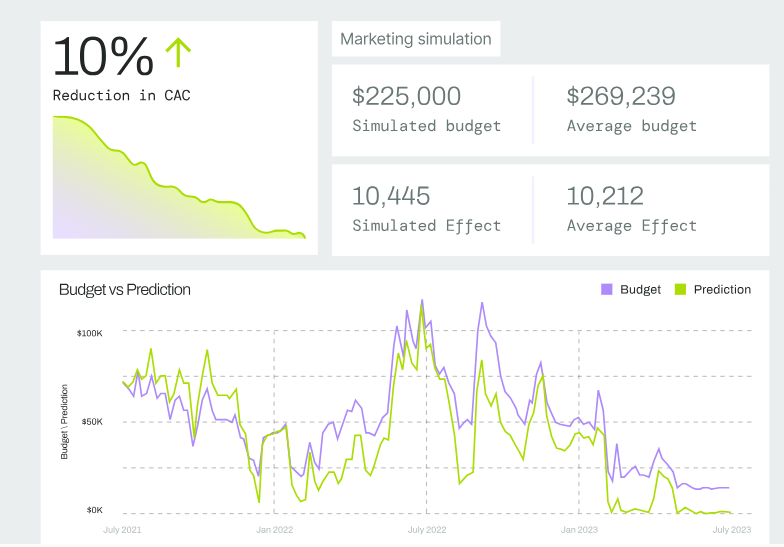 10%
Reduction in CAC
Marketing simulation
$225,000
Simulated budget
$269,239
Average budget
10,445
Simulated Effect
10,212
Average Effect
Budget vs Prediction
Budget
Prediction
$100K
$50K
$0K
Budget \ Prediction
July 2021
Jan 2022
July 2022
Jan 2023
July 2023